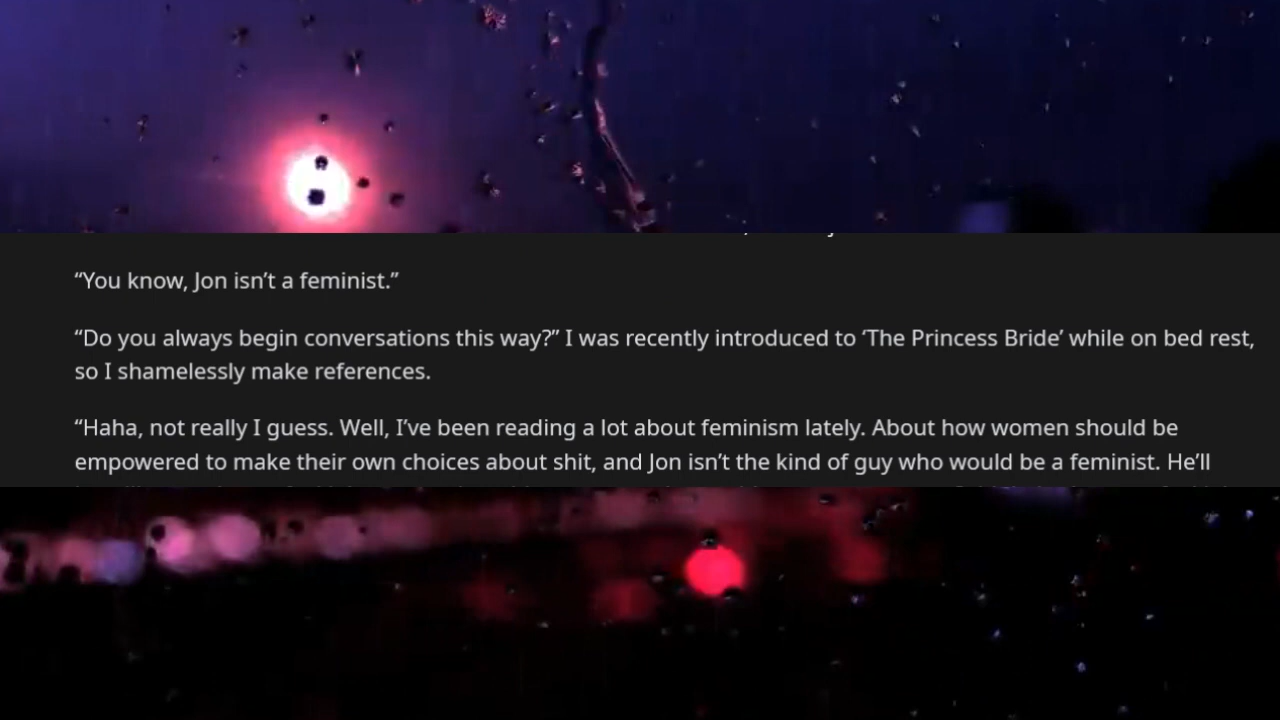 “You know, Jon isn’t a feminist.”
“Do you always begin conversations this way?” I was recently introduced to ‘The Princess Bride’ while on bed rest,
so I shamelessly make references.
“Haha, not really I guess. Well, I’ve been reading a lot about feminism lately. About how women should be
empowered to make their own choices about shit, and Jon isn’t the kind of guy who would be a feminist. He’ll